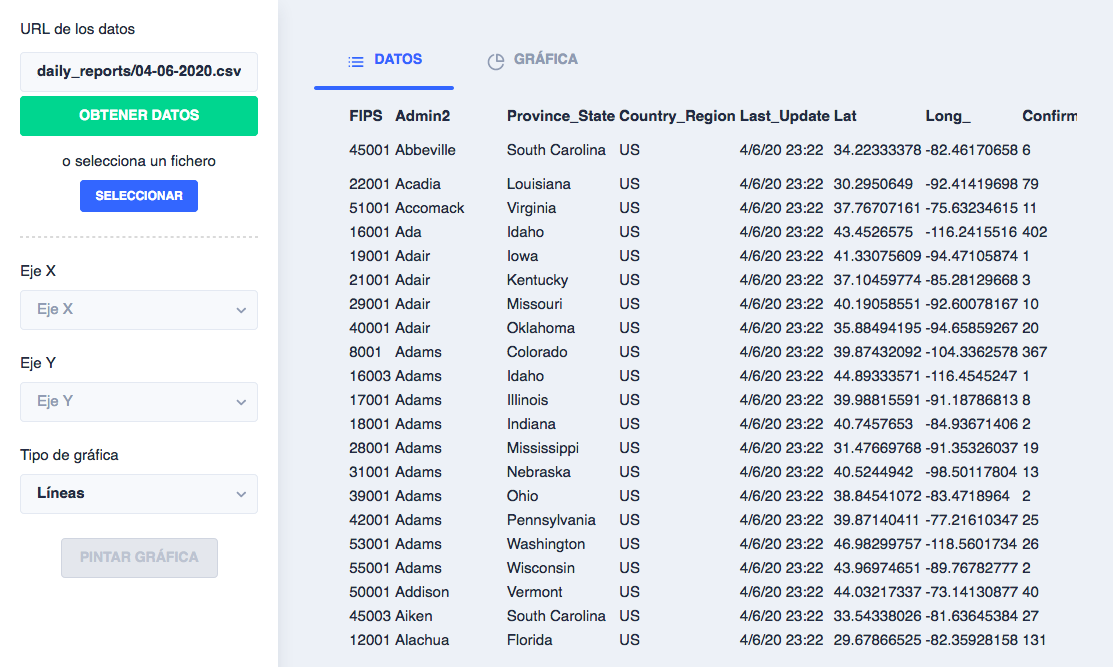 URL de los datos
daily_reports/04-06-2020.csv
OBTENER DATOS
o selecciona un fichero
SELECCIONAR
Eje X
Eje X
Eje Y
Eje Y
Tipo de gráfica
Líneas
PINTAR GRÁFICA
DATOS GRÁFICA
FIPS Admin2 Province_State Country_Region Last_Update Lat Long_ Confirm
45001 Abbeville South Carolina US 4/6/20 23:22 34.22333378 -82.46170658 6
22001 Acadia Louisiana US 4/6/20 23:22 30.2950649 -92.41419698 79
51001 Accomack Virginia US 4/6/20 23:22 37.76707161 -75.63234615 11
16001 Ada Idaho US 4/6/20 23:22 43.4526575 -116.2415516 402
19001 Adair Iowa US 4/6/20 23:22 41.33075609 -94.47105874 1
21001 Adair Kentucky US 4/6/20 23:22 37.10459774 -85.28129668 3
29001 Adair Missouri US 4/6/20 23:22 40.19058551 -92.60078167 10
40001 Adair Oklahoma US 4/6/20 23:22 35.88494195 -94.65859267 20
8001 Adams Colorado US 4/6/20 23:22 39.87432092 -104.3362578 367
16003 Adams Idaho US 4/6/20 23:22 44.89333571 -116.4545247 1
17001 Adams Illinois US 4/6/20 23:22 39.98815591 -91.18786813 8
18001 Adams Indiana US 4/6/20 23:22 40.7457653 -84.93671406 2
28001 Adams Mississippi US 4/6/20 23:22 31.47669768 -91.35326037 19
31001 Adams Nebraska US 4/6/20 23:22 40.5244942 -98.50117804 13
39001 Adams Ohio US 4/6/20 23:22 38.84541072 -83.4718964 2
42001 Adams Pennsylvania US 4/6/20 23:22 39.87140411 -77.21610347 25
53001 Adams Washington US 4/6/20 23:22 46.98299757 -118.5601734 26
55001 Adams Wisconsin US 4/6/20 23:22 43.96974651 -89.76782777 2
50001 Addison Vermont US 4/6/20 23:22 44.03217337 -73.14130877 40
45003 Aiken South Carolina US 4/6/20 23:22 33.54338026 -81.63645384 27
12001 Alachua Florida US 4/6/20 23:22 29.67866525 -82.35928158 131